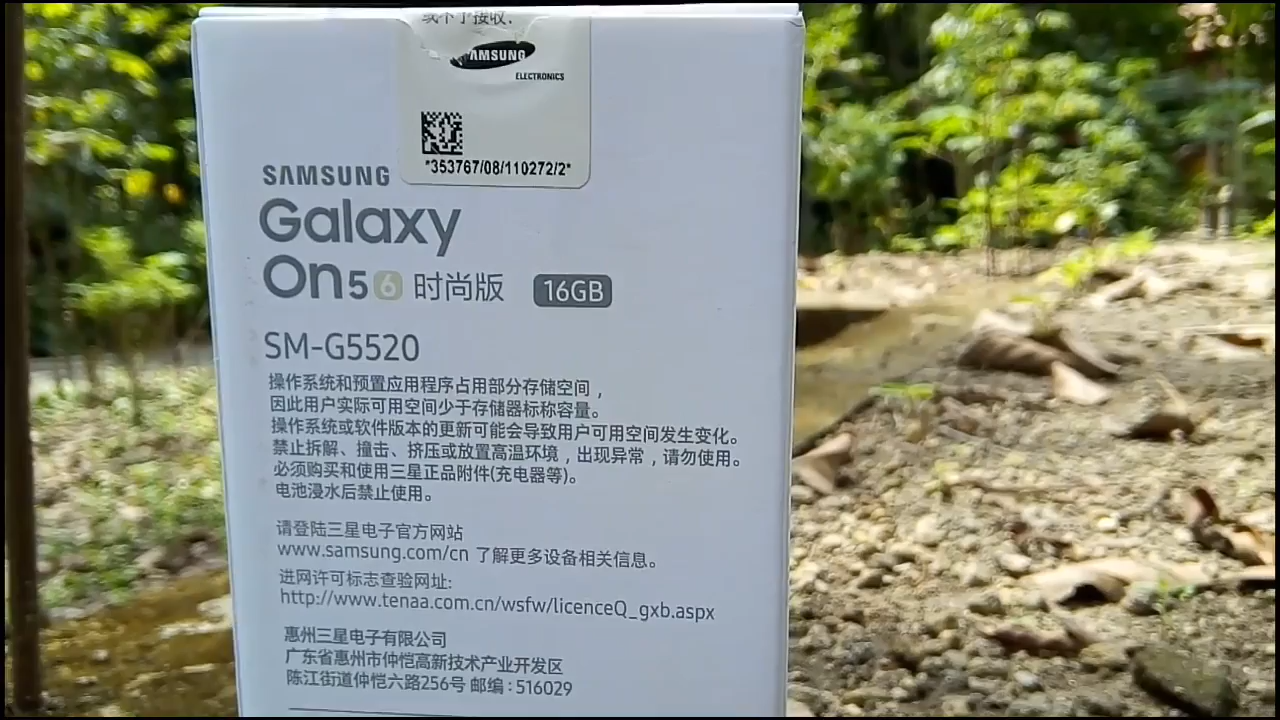 或不予接收.
SAMSUNG
ELECTRONICS
*353767/08/110272/2*
SAMSUNG
Galaxy
On5 6 时尚版 16GB
SM-G5520
操作系统和预置应用程序占用部分存储空间，
因此用户实际可用空间少于存储器标称容量。
操作系统或软件版本的更新可能会导致用户可用空间发生变化。
禁止拆解、撞击、挤压或放置高温环境，出现异常，请勿使用。
必须购买和使用三星正品附件(充电器等)。
电池浸水后禁止使用。
请登陆三星电子官方网站
www.samsung.com/cn 了解更多设备相关信息。
进网许可标志查验网址:
http://www.tenaa.com.cn/wsfw/licenceQ_gxb.aspx
惠州三星电子有限公司
广东省惠州市仲恺高新技术产业开发区
陈江街道仲恺六路256号 邮编:516029